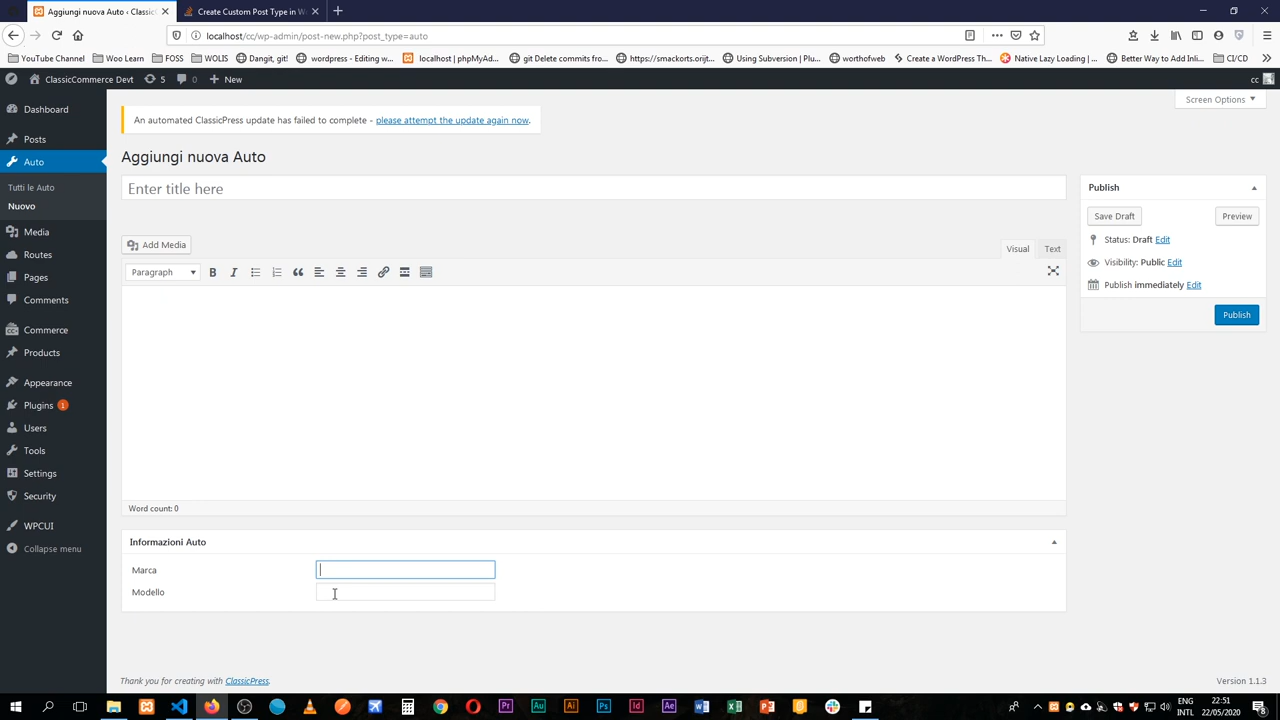 Aggiungi nuova Auto ‹ ClassicP
Create Custom Post Type in W
localhost/cc/wp-admin/post-new.php?post_type=auto
YouTube Channel
Woo Learn
FOSS
WOLIS
Dangit, git!
wordpress - Editing w...
localhost | phpMyAd...
git Delete commits fro...
https://smackorts.orijt...
Using Subversion | Plu...
worthofweb
Create a WordPress Th...
Native Lazy Loading | ...
Better Way to Add Inli...
CI/CD
ClassicCommerce Devt
5
0
New
cc
Screen Options
Dashboard
Posts
Auto
Tutti le Auto
Nuovo
Media
Routes
Pages
Comments
Commerce
Products
Appearance
Plugins 1
Users
Tools
Settings
Security
WPCUI
Collapse menu
An automated ClassicPress update has failed to complete - please attempt the update again now.
Aggiungi nuova Auto
Enter title here
Add Media
Visual
Text
Paragraph
Word count: 0
Informazioni Auto
Marca
Modello
Publish
Save Draft
Preview
Status: Draft Edit
Visibility: Public Edit
Publish immediately Edit
Publish
Thank you for creating with ClassicPress.
Version 1.1.3
ENG
INTL
22:51
22/05/2020